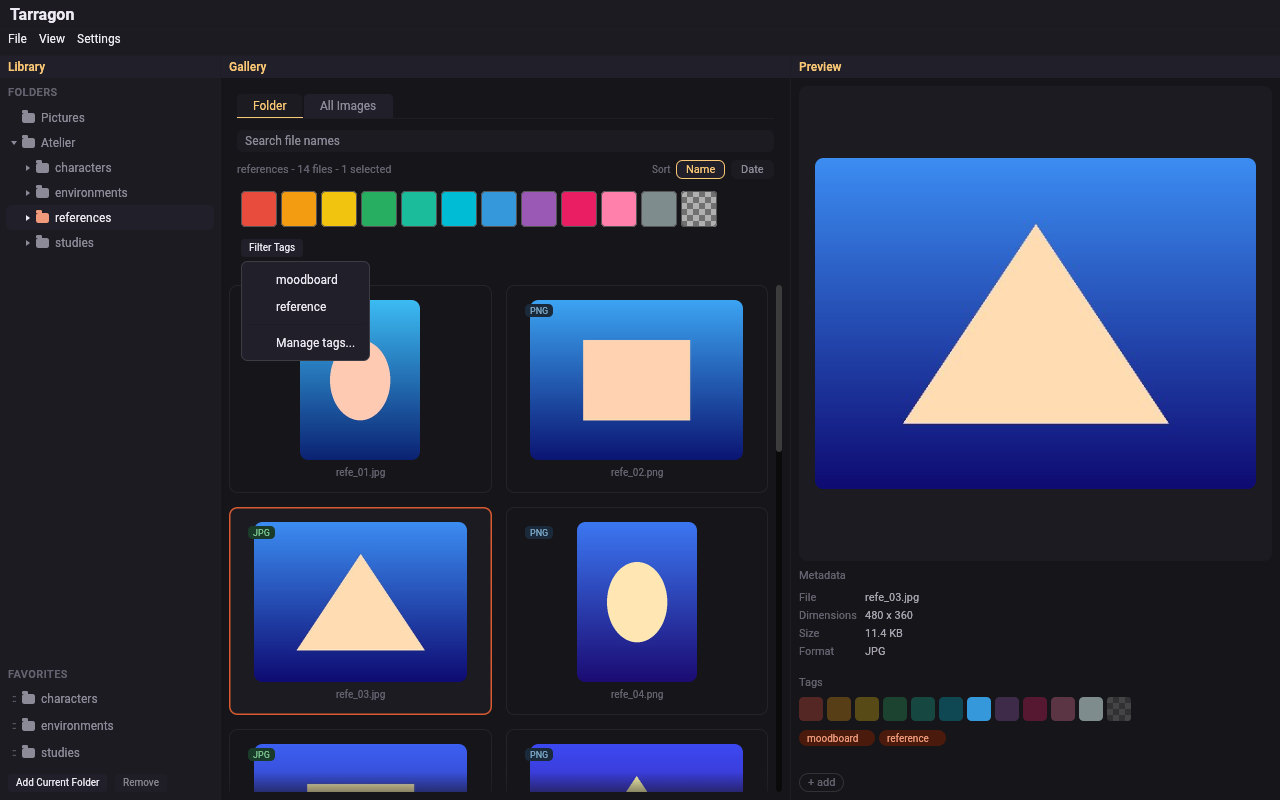 Tarragon
File View Settings
Library
FOLDERS
Pictures
Atelier
characters
environments
references
studies
FAVORITES
characters
environments
studies
Add Current Folder Remove
Gallery
Folder All Images
Search file names
references - 14 files - 1 selected Sort Name Date
Filter Tags
moodboard
reference
Manage tags...
PNG
refe_01.jpg refe_02.png
JPG PNG
refe_03.jpg refe_04.png
JPG PNG
Preview
Metadata
File refe_03.jpg
Dimensions 480 x 360
Size 11.4 KB
Format JPG
Tags
moodboard reference
+ add